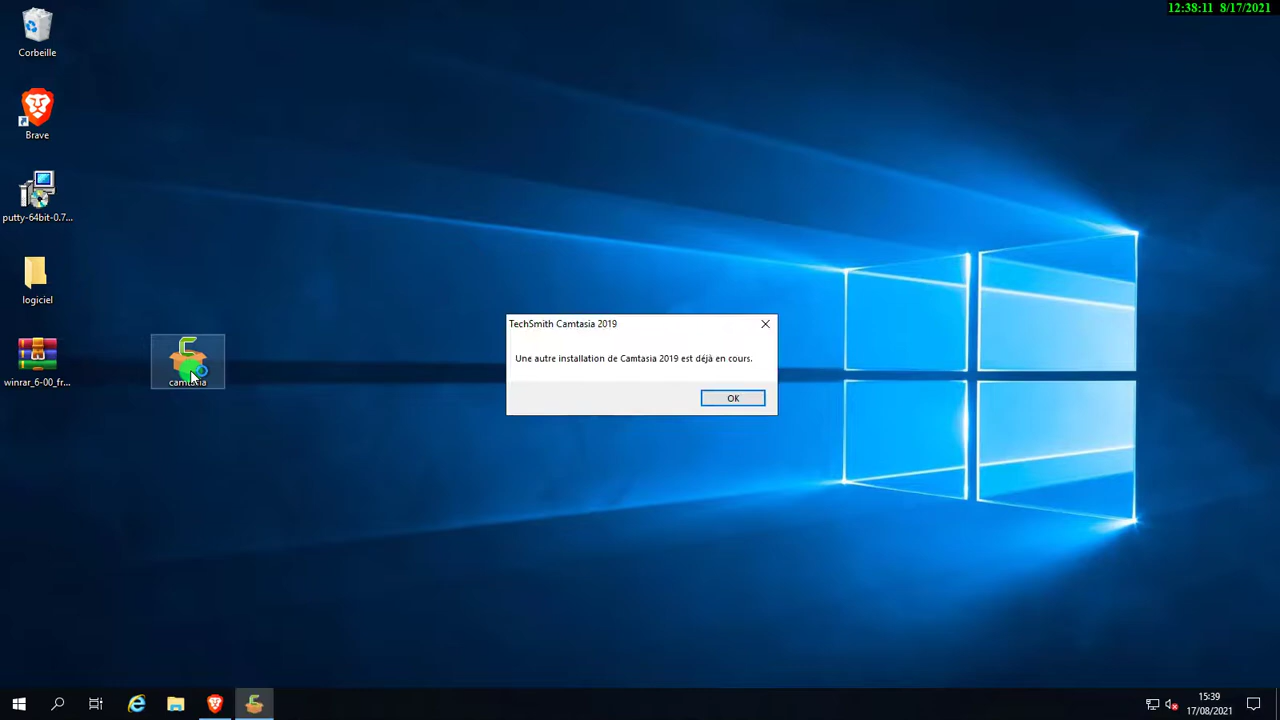 12:38:11 8/17/2021
Corbeille
Brave
putty-64bit-0.7...
logiciel
winrar_6-00_fr...
camtasia
TechSmith Camtasia 2019
Une autre installation de Camtasia 2019 est déjà en cours.
OK
15:39
17/08/2021